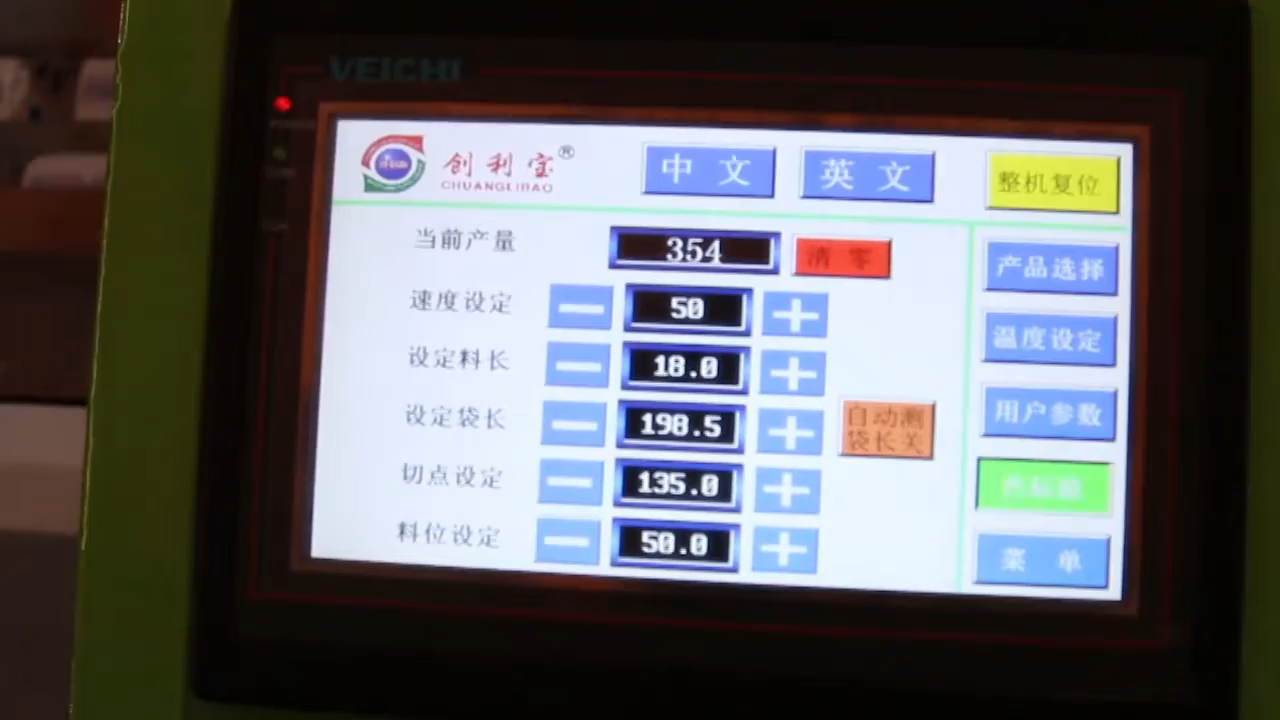 VEICHI
创利宝®
CHUANGLIBAO
中 文
英 文
整机复位
当前产量
354
清 零
产品选择
速度设定
50
温度设定
设定料长
18.0
用户参数
设定袋长
198.5
自动测
袋长关
切点设定
135.0
料位设定
50.0
菜 单